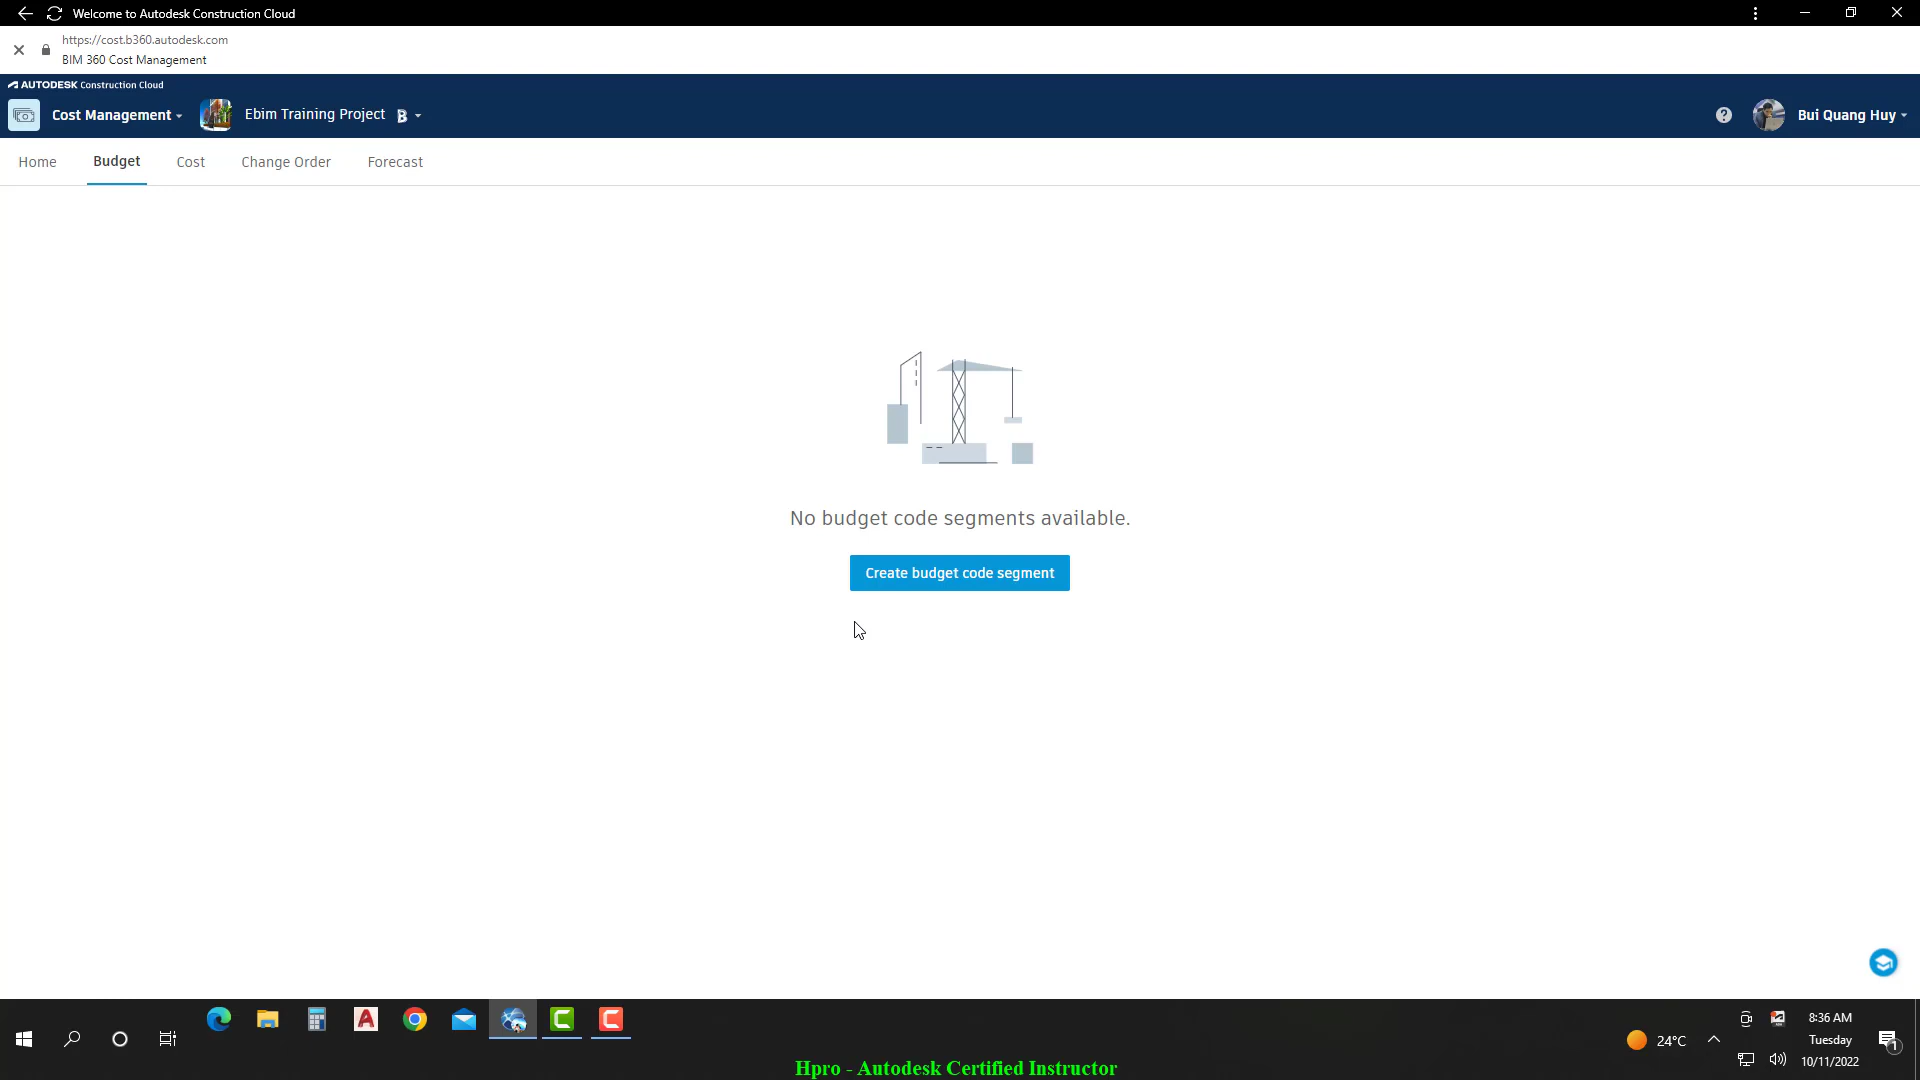 Welcome to Autodesk Construction Cloud
https://cost.b360.autodesk.com
BIM 360 Cost Management
AUTODESK Construction Cloud
Cost Management
Ebim Training Project B
Bui Quang Huy
Home Budget Cost Change Order Forecast
No budget code segments available.
Create budget code segment
8:36 AM
24°C
Tuesday
10/11/2022
1
Hpro - Autodesk Certified Instructor